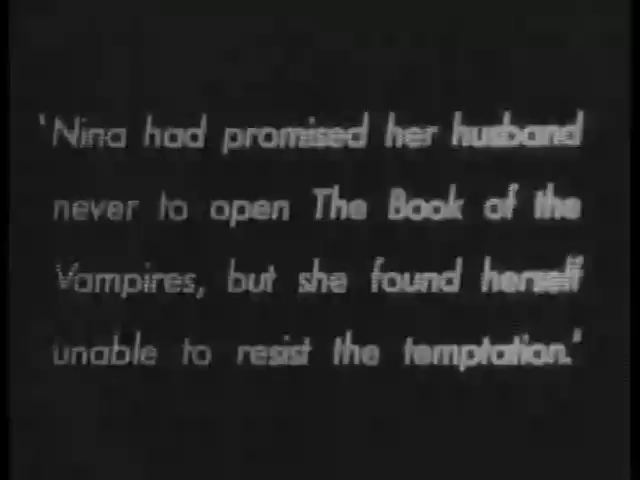 'Nina had promised her husband
never to open The Book of the
Vampires, but she found herself
unable to resist the temptation.'